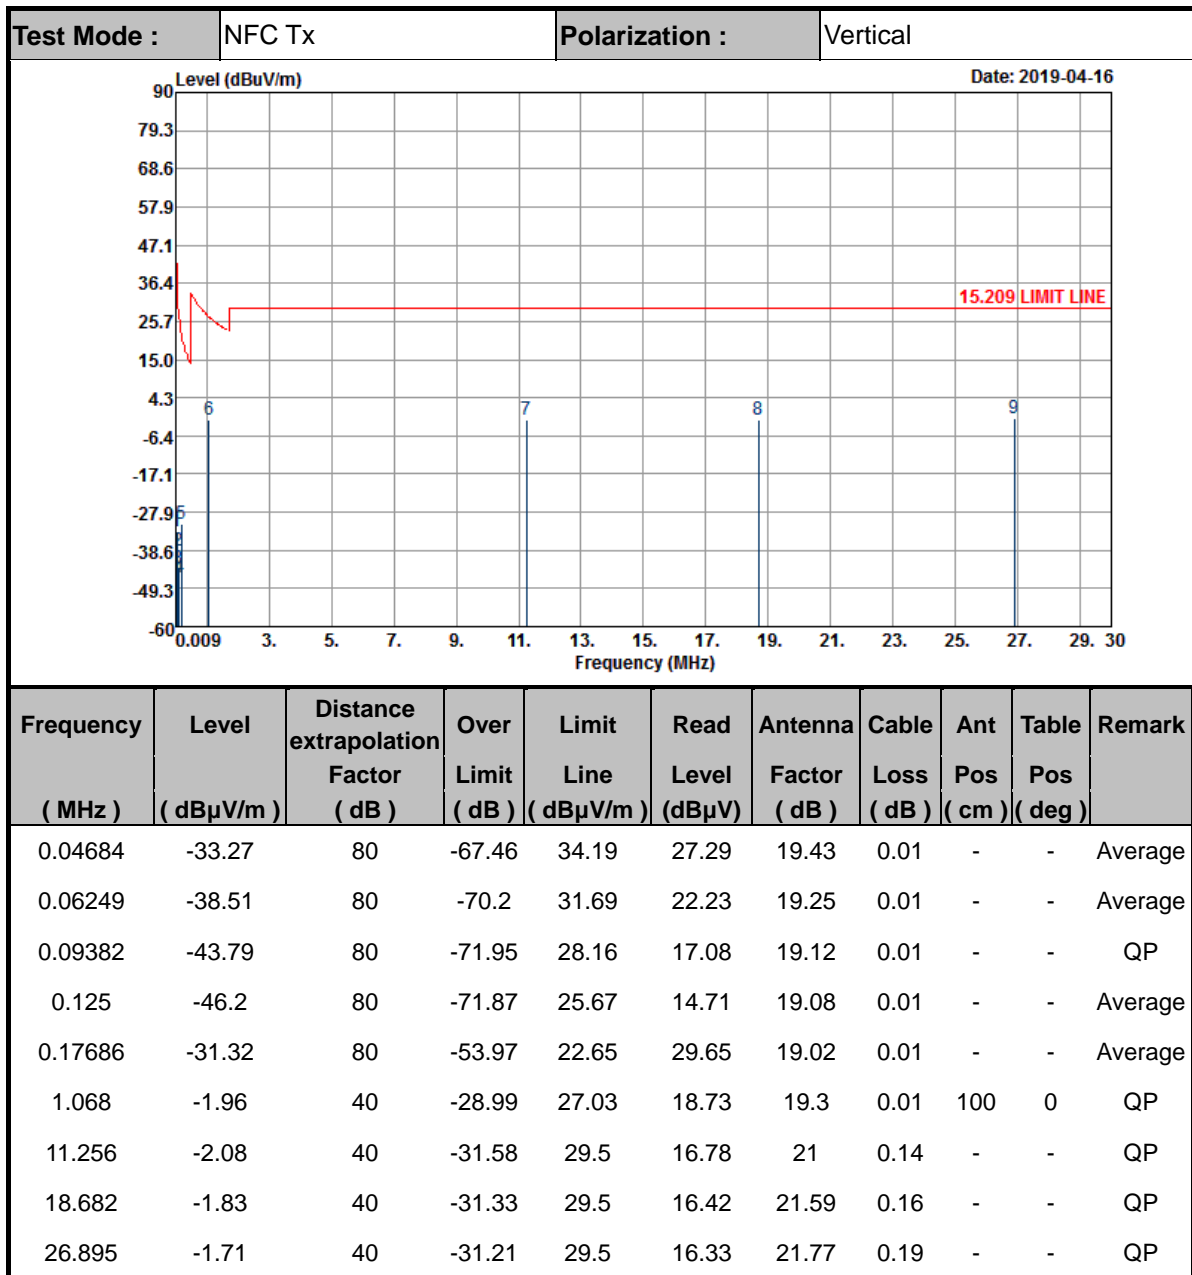 Test Mode : NFC Tx Polarization : Vertical
Level (dBuV/m) Date: 2019-04-16
90
79.3
68.6
57.9
47.1
36.4
15.209 LIMIT LINE
25.7
15.0
4.3
6 7 8 9
-6.4
-17.1
-27.9 5
-38.6
-49.3
-60
0.009 3. 5. 7. 9. 11. 13. 15. 17. 19. 21. 23. 25. 27. 29. 30
Frequency (MHz)
Frequency Level Distance extrapolation Factor Over Limit Limit Line Read Level Antenna Factor Cable Loss Ant Pos Table Pos Remark
( MHz ) ( dBµV/m ) ( dB ) ( dB ) ( dBµV/m ) (dBµV) ( dB ) ( dB ) ( cm ) ( deg )
0.04684 -33.27 80 -67.46 34.19 27.29 19.43 0.01 - - Average
0.06249 -38.51 80 -70.2 31.69 22.23 19.25 0.01 - - Average
0.09382 -43.79 80 -71.95 28.16 17.08 19.12 0.01 - - QP
0.125 -46.2 80 -71.87 25.67 14.71 19.08 0.01 - - Average
0.17686 -31.32 80 -53.97 22.65 29.65 19.02 0.01 - - Average
1.068 -1.96 40 -28.99 27.03 18.73 19.3 0.01 100 0 QP
11.256 -2.08 40 -31.58 29.5 16.78 21 0.14 - - QP
18.682 -1.83 40 -31.33 29.5 16.42 21.59 0.16 - - QP
26.895 -1.71 40 -31.21 29.5 16.33 21.77 0.19 - - QP